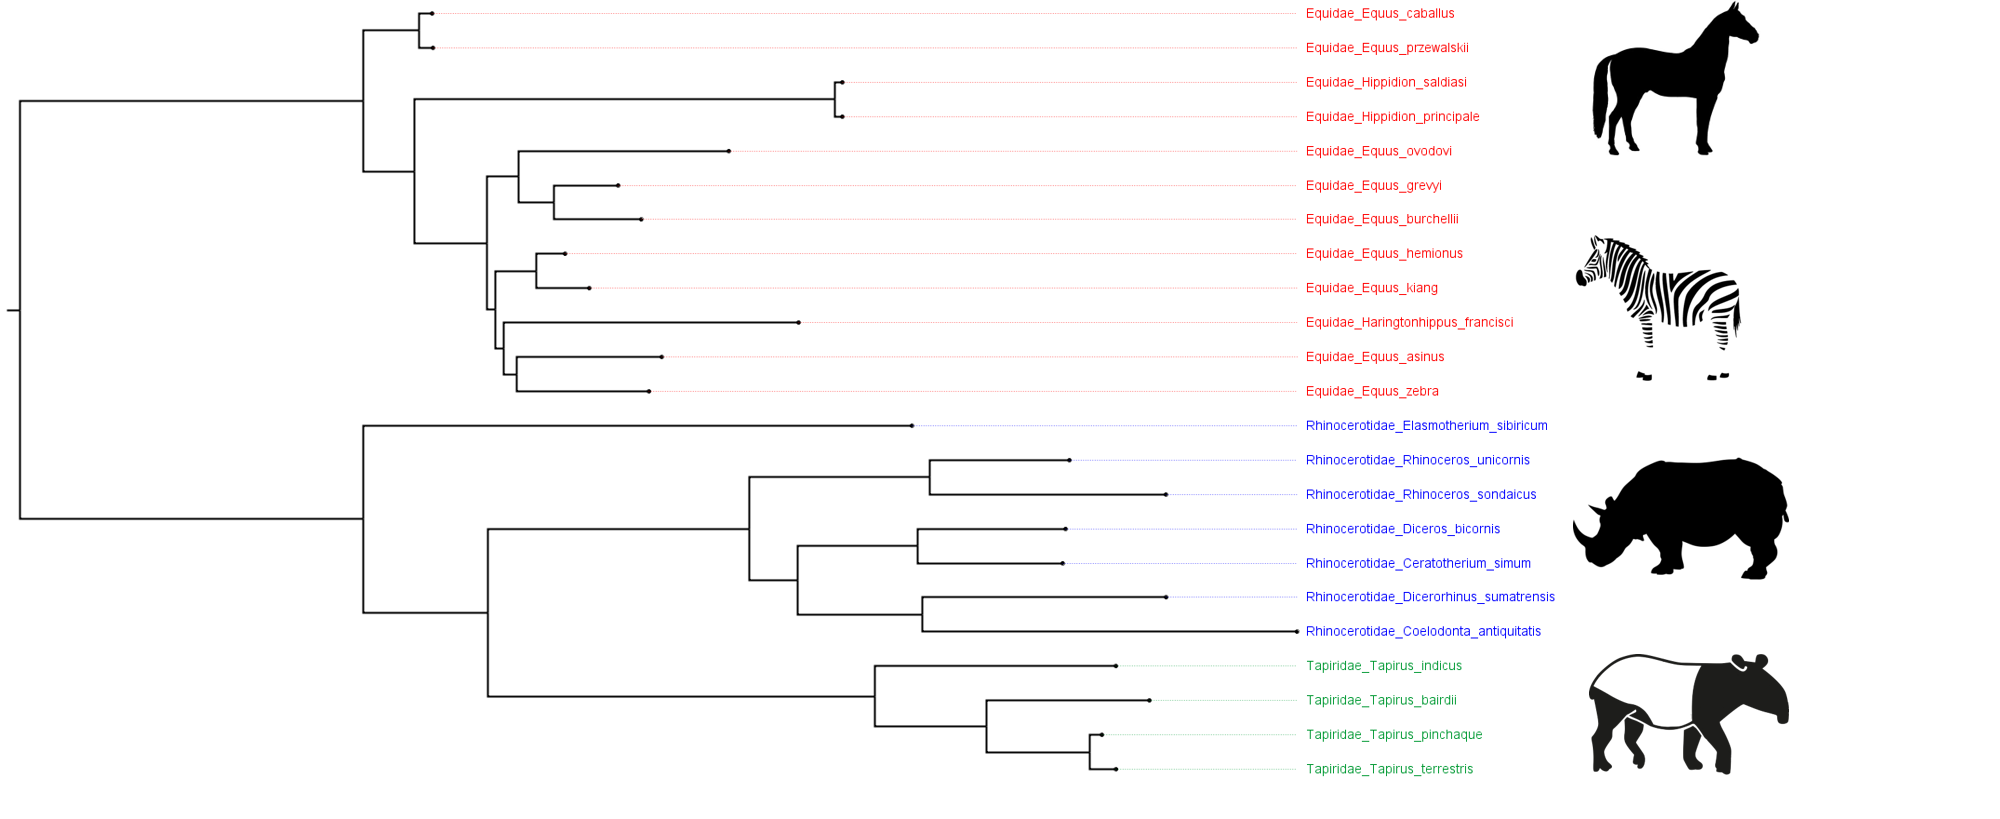 Equidae_Equus_caballus
Equidae_Equus_przewalskii
Equidae_Hippidion_saldiasi
Equidae_Hippidion_principale
Equidae_Equus_ovodovi
Equidae_Equus_grevyi
Equidae_Equus_burchellii
Equidae_Equus_hemionus
Equidae_Equus_kiang
Equidae_Haringtonhippus_francisci
Equidae_Equus_asinus
Equidae_Equus_zebra
Rhinocerotidae_Elasmotherium_sibiricum
Rhinocerotidae_Rhinoceros_unicornis
Rhinocerotidae_Rhinoceros_sondaicus
Rhinocerotidae_Diceros_bicornis
Rhinocerotidae_Ceratotherium_simum
Rhinocerotidae_Dicerorhinus_sumatrensis
Rhinocerotidae_Coelodonta_antiquitatis
Tapiridae_Tapirus_indicus
Tapiridae_Tapirus_bairdii
Tapiridae_Tapirus_pinchaque
Tapiridae_Tapirus_terrestris